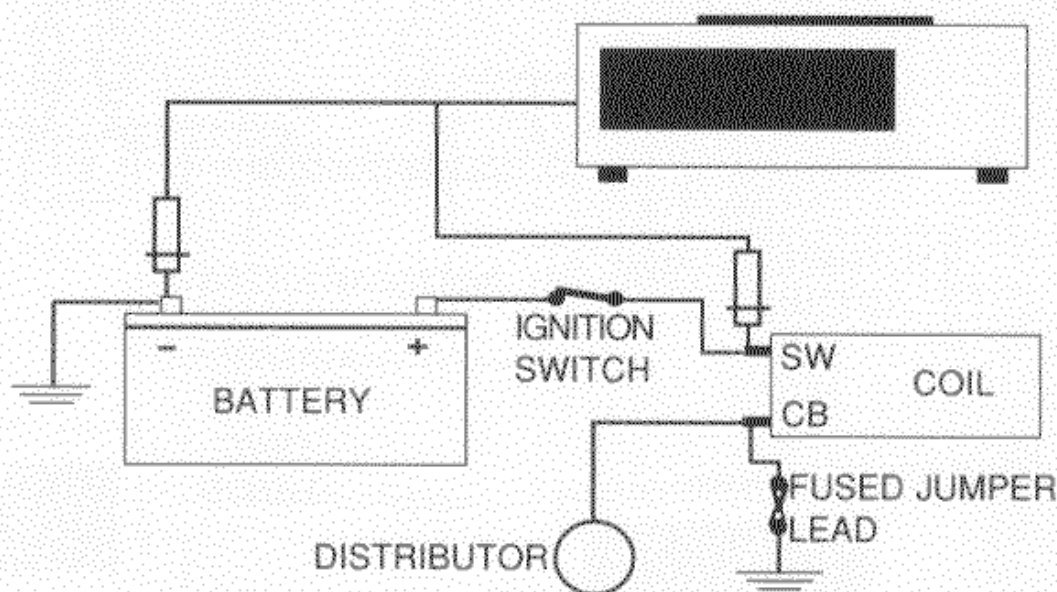 IGNITION
SWITCH
SW
COIL
CB
- +
BATTERY
FUSED JUMPER
LEAD
DISTRIBUTOR